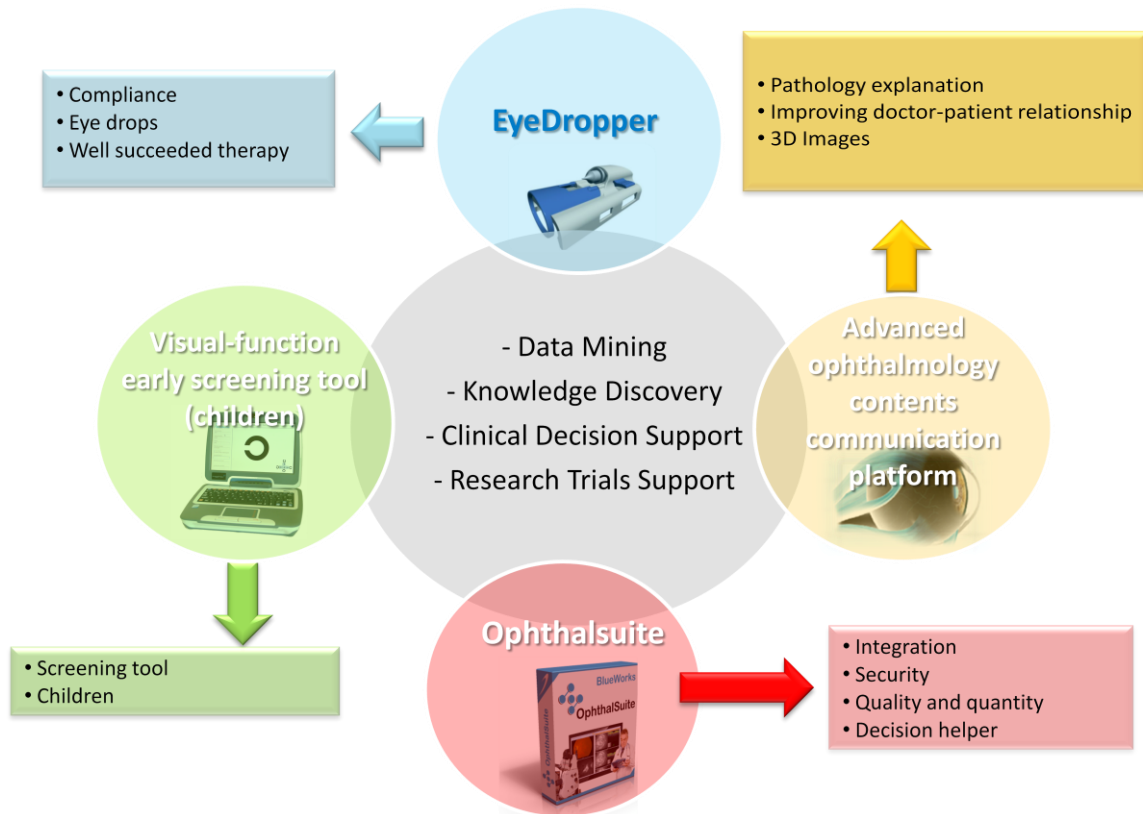 • Compliance
• Eye drops
• Well succeeded therapy
EyeDropper
• Pathology explanation
• Improving doctor-patient relationship
• 3D Images
Visual-function
early screening tool
(children)
- Data Mining
- Knowledge Discovery
- Clinical Decision Support
- Research Trials Support
Advanced
ophthalmology
contents
communication
platform
• Screening tool
• Children
Ophthalsuite
BlueWorks
OphthalSuite
OphthalSuite
• Integration
• Security
• Quality and quantity
• Decision helper